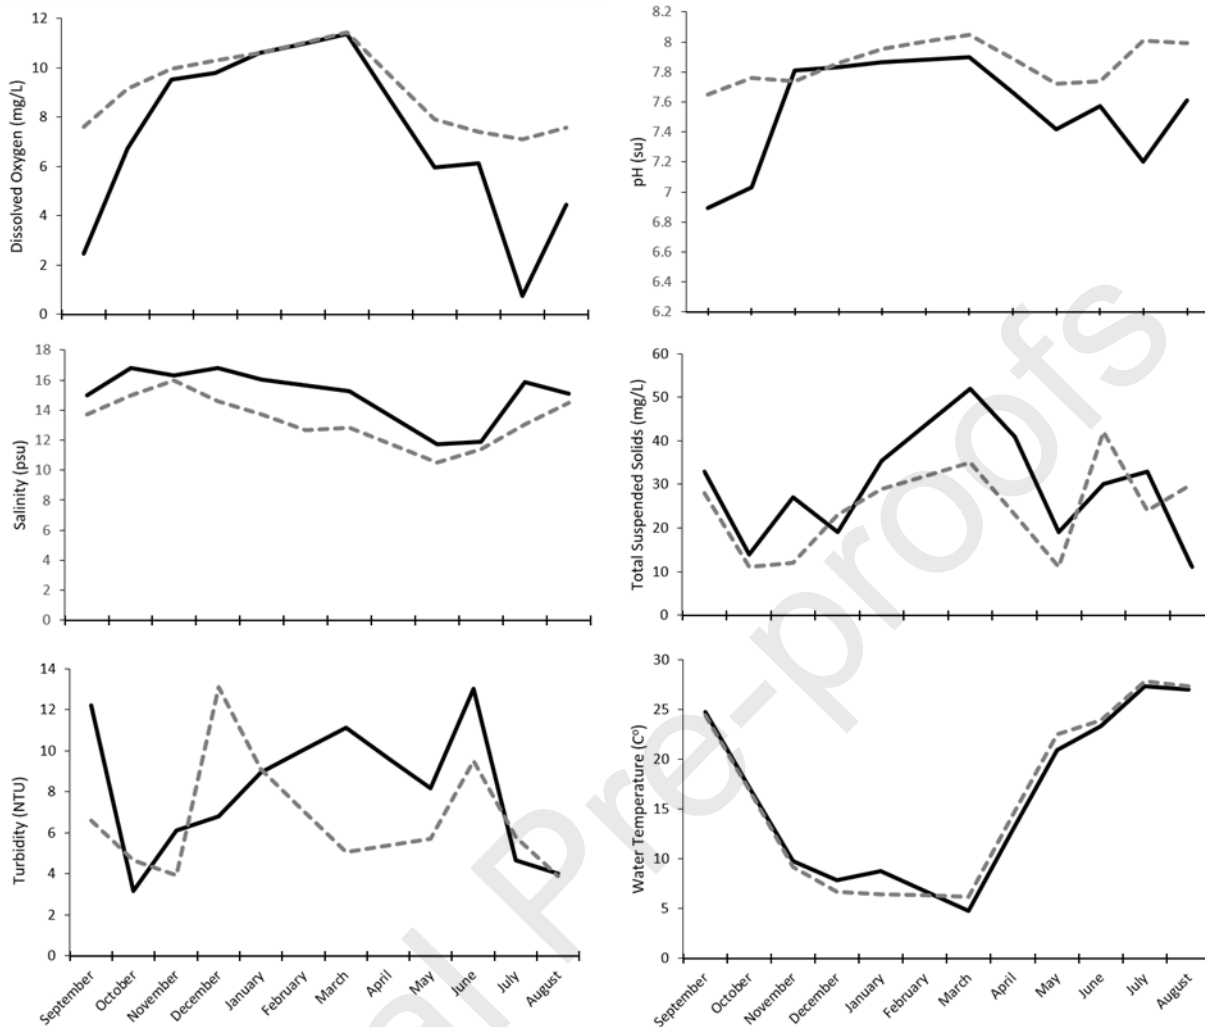 12
10
8
6
4
2
0
Dissolved Oxygen (mg/L)
8.2
8
7.8
7.6
7.4
7.2
7
6.8
6.6
6.4
6.2
pH (su)
18
16
14
12
10
8
6
4
2
0
Salinity (psu)
60
50
40
30
20
10
0
Total Suspended Solids (mg/L)
14
12
10
8
6
4
2
0
Turbidity (NTU)
September
October
November
December
January
February
March
April
May
June
July
August
30
25
20
15
10
5
0
Water Temperature (C°)
September
October
November
December
January
February
March
April
May
June
July
August
al Pre-proofs